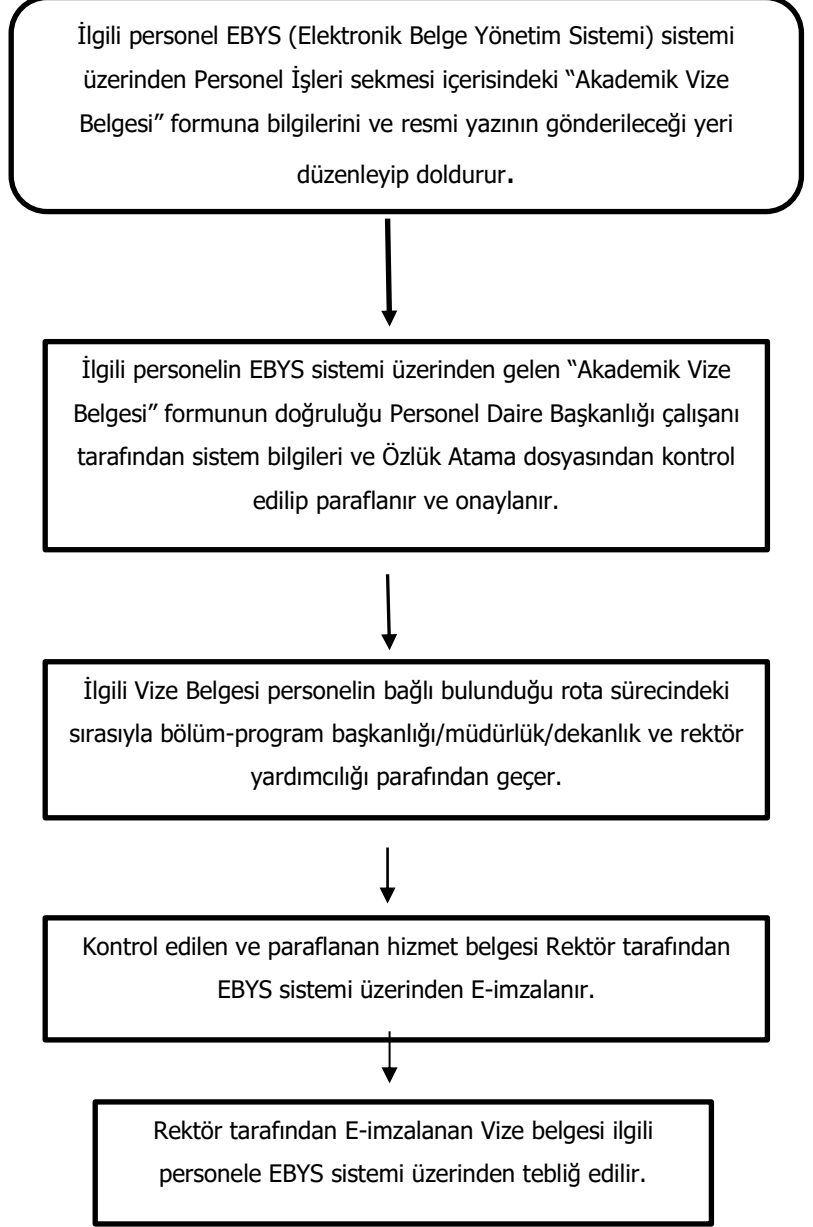 İlgili personel EBYS (Elektronik Belge Yönetim Sistemi) sistemi
üzerinden Personel İşleri sekmesi içerisindeki “Akademik Vize
Belgesi” formuna bilgilerini ve resmi yazının gönderileceği yeri
düzenleyip doldurur.
İlgili personelin EBYS sistemi üzerinden gelen “Akademik Vize
Belgesi” formunun doğruluğu Personel Daire Başkanlığı çalışanı
tarafından sistem bilgileri ve Özlük Atama dosyasından kontrol
edilip paraflanır ve onaylanır.
İlgili Vize Belgesi personelin bağlı bulunduğu rota sürecindeki
sırasıyla bölüm-program başkanlığı/müdürlük/dekanlık ve rektör
yardımcılığı parafından geçer.
Kontrol edilen ve paraflanan hizmet belgesi Rektör tarafından
EBYS sistemi üzerinden E-imzalanır.
Rektör tarafından E-imzalanan Vize belgesi ilgili
personele EBYS sistemi üzerinden tebliğ edilir.